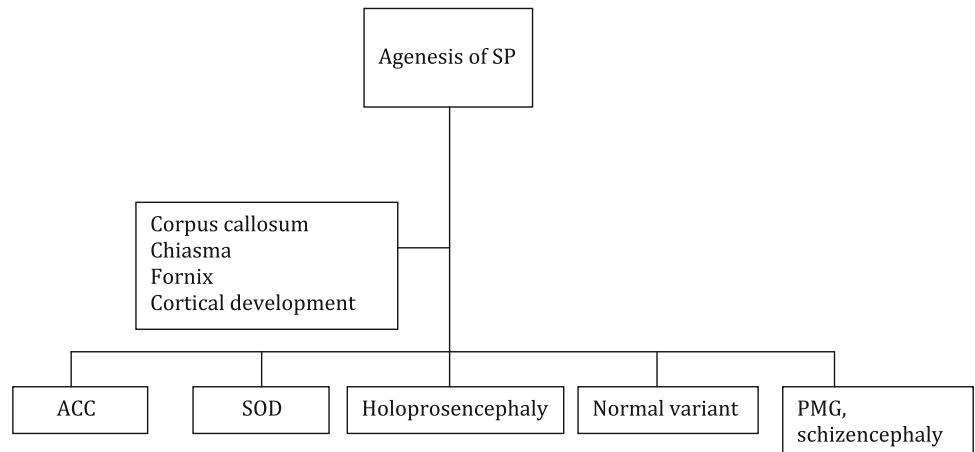 Agenesis of SP
Corpus callosum
Chiasma
Fornix
Cortical development
ACC
SOD
Holoprosencephaly
Normal variant
PMG,
schizencephaly